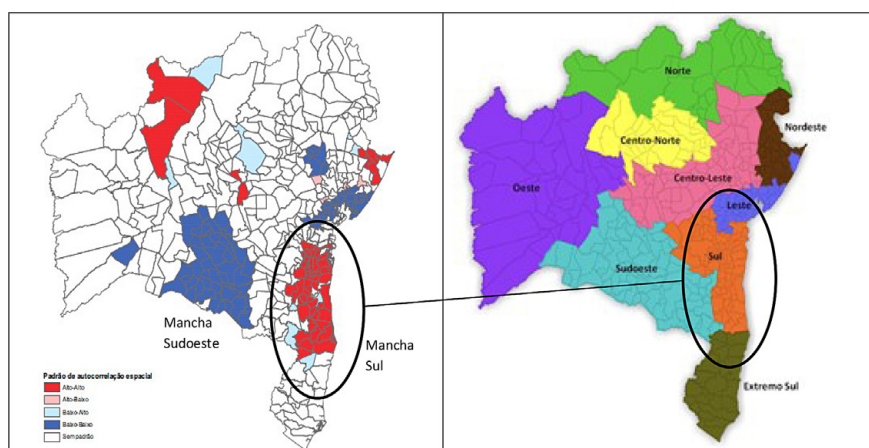 Mancha
Sudoeste
Mancha
Sul
Padrão de autocorrelação espacial
Alto-Alto
Alto-Baixo
Baixo-Alto
Baixo-Baixo
Sem padrão
Norte
Nordeste
Centro-Norte
Centro-Leste
Oeste
Leste
Sul
Sudoeste
Extremo Sul